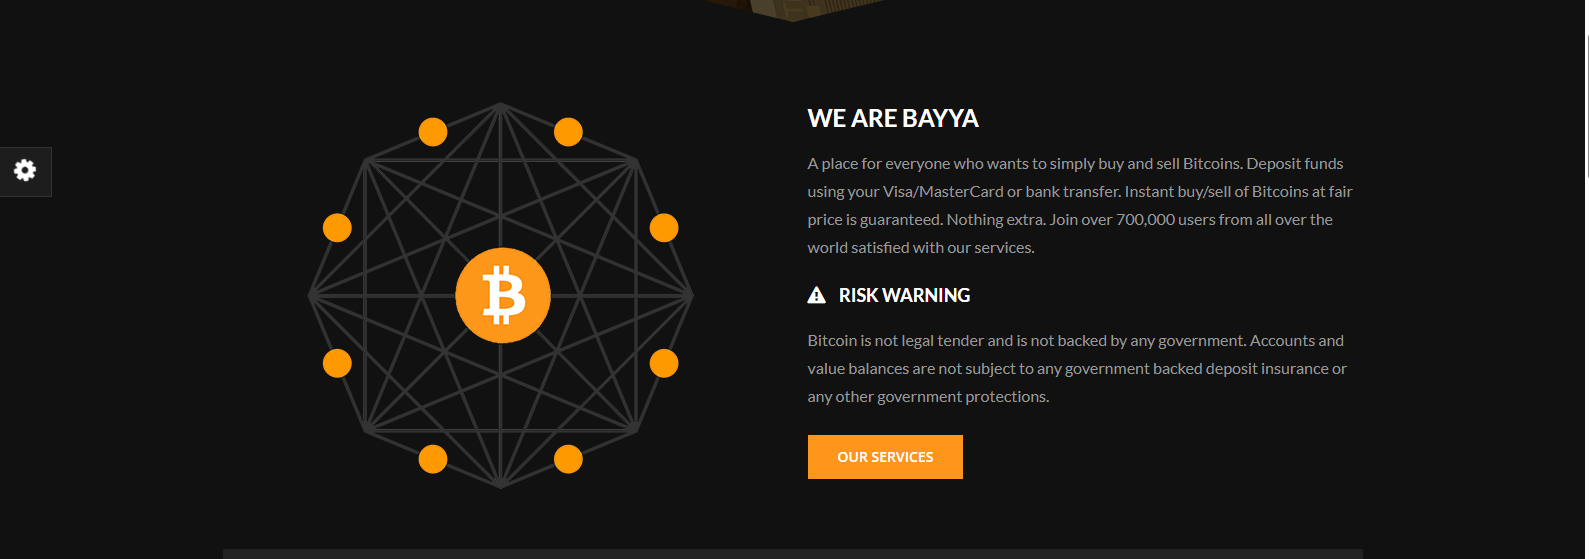 WE ARE BAYYA
A place for everyone who wants to simply buy and sell Bitcoins. Deposit funds
using your Visa/MasterCard or bank transfer. Instant buy/sell of Bitcoins at fair
price is guaranteed. Nothing extra. Join over 700,000 users from all over the
world satisfied with our services.
RISK WARNING
Bitcoin is not legal tender and is not backed by any government. Accounts and
value balances are not subject to any government backed deposit insurance or
any other government protections.
OUR SERVICES